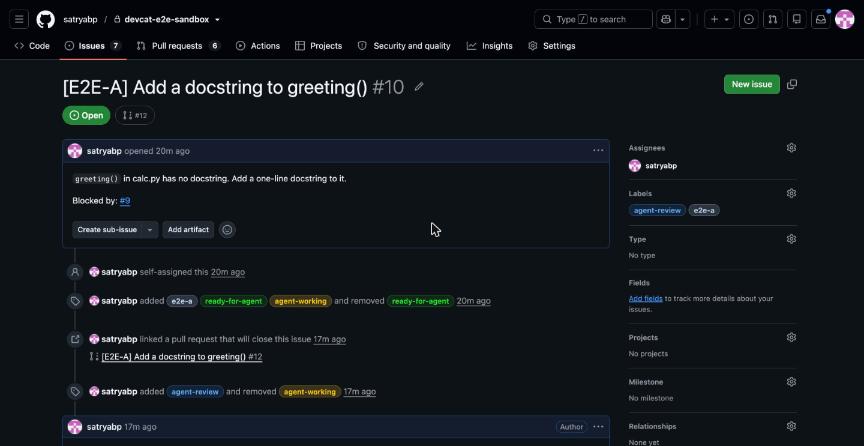 satryabp / devcat-e2e-sandbox
Type / to search
Code Issues 7 Pull requests 6 Actions Projects Security and quality Insights Settings
[E2E-A] Add a docstring to greeting() #10
New issue
Open #12
satryabp opened 20m ago
greeting() in calc.py has no docstring. Add a one-line docstring to it.
Blocked by: #9
Create sub-issue Add artifact
satryabp self-assigned this 20m ago
satryabp added e2e-a ready-for-agent agent-working and removed ready-for-agent 20m ago
satryabp linked a pull request that will close this issue 17m ago
[E2E-A] Add a docstring to greeting() #12
satryabp added agent-review and removed agent-working 17m ago
satryabp 17m ago Author
Assignees
satryabp
Labels
agent-review e2e-a
Type
No type
Fields
Add fields to track more details about your
issues.
Projects
No projects
Milestone
No milestone
Relationships
None yet